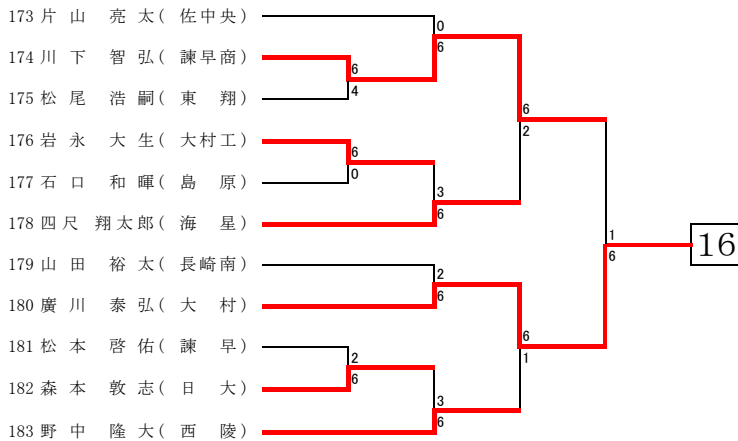 173 片 山 亮 太( 佐中央 )
174 川 下 智 弘( 諫早商 )
175 松 尾 浩 嗣( 東 翔 )
176 岩 永 大 生( 大村工 )
177 石 口 和 暉( 島 原 )
178 四 尺 翔太郎( 海 星 )
179 山 田 裕 太( 長崎南 )
180 廣 川 泰 弘( 大 村 )
181 松 本 啓 佑( 諫 早 )
182 森 本 敦 志( 日 大 )
183 野 中 隆 大( 西 陵 )
6
4
6
0
2
6
0
6
3
6
2
6
3
6
6
2
6
1
1
6
16